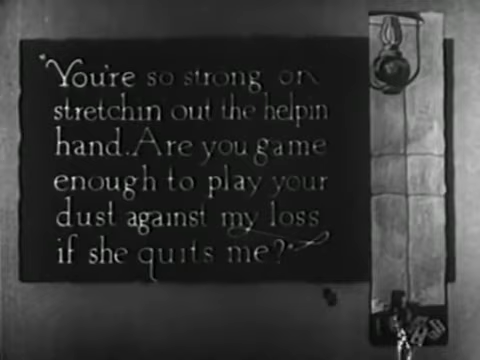 "You're so strong on
stretchin out the helpin
hand. Are you game
enough to play your
dust against my loss
if she quits me?"